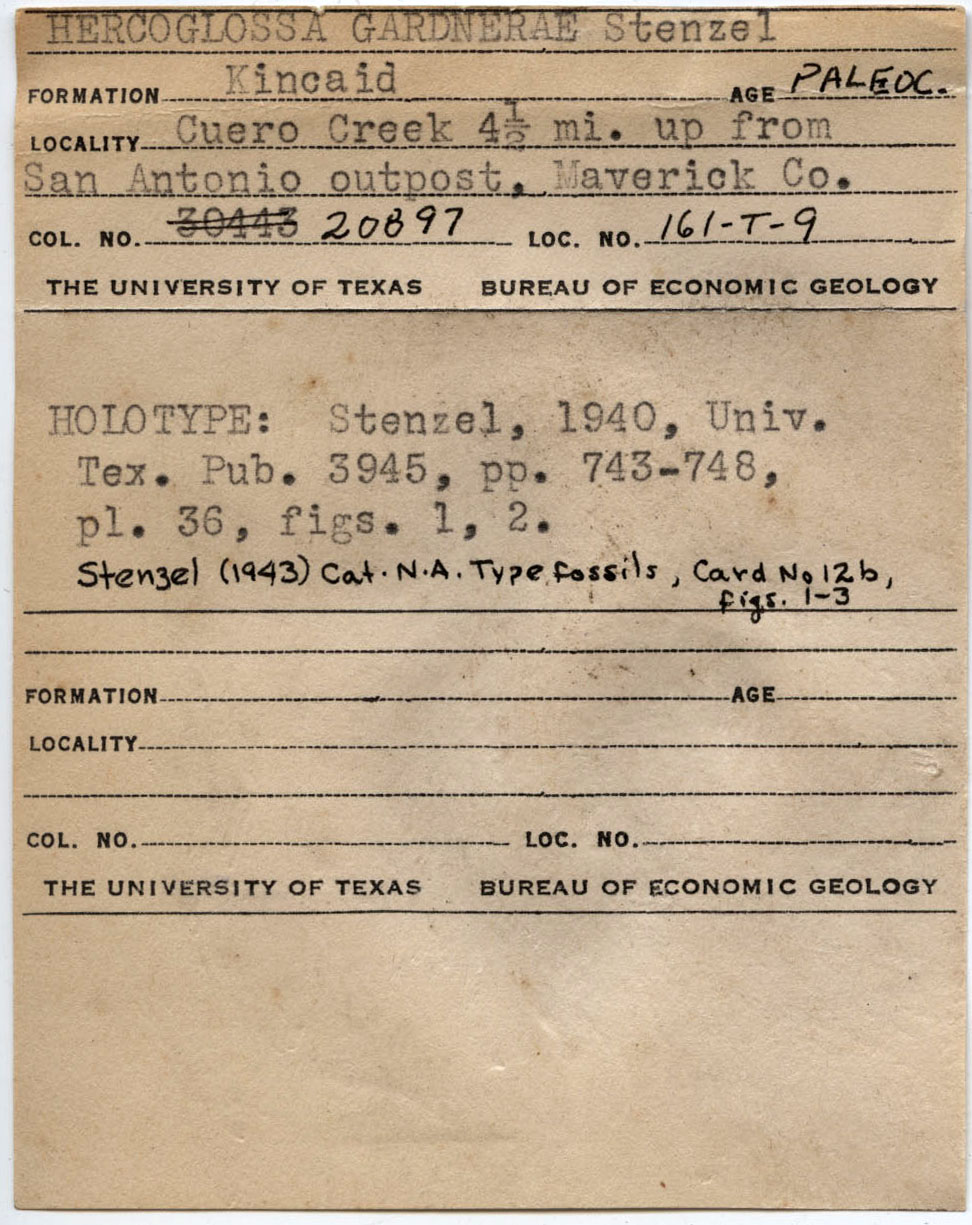 HERCOGLOSSA GARDNERAE Stenzel
FORMATION Kincaid AGE PALEOC.
LOCALITY Cuero Creek 4½ mi. up from
San Antonio outpost, Maverick Co.
COL. NO. 30443 20897 LOC. NO. 161-T-9
THE UNIVERSITY OF TEXAS BUREAU OF ECONOMIC GEOLOGY
HOLOTYPE: Stenzel, 1940, Univ.
Tex. Pub. 3945, pp. 743-748,
pl. 36, figs. 1, 2.
Stenzel (1943) Cat. N.A. Type fossils, Card No 12b,
figs. 1-3
FORMATION AGE
LOCALITY
COL. NO. LOC. NO.
THE UNIVERSITY OF TEXAS BUREAU OF ECONOMIC GEOLOGY